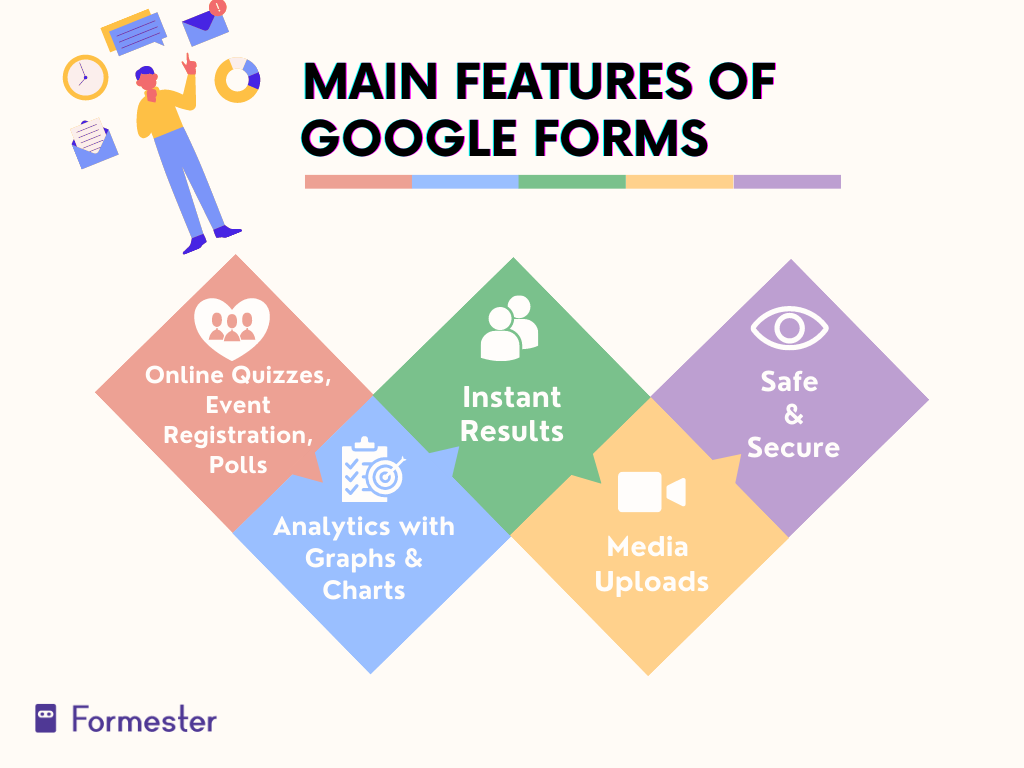 MAIN FEATURES OF
GOOGLE FORMS
Online Quizzes,
Event
Registration,
Polls
Analytics with
Graphs &
Charts
Instant
Results
Media
Uploads
Safe
&
Secure
Formester